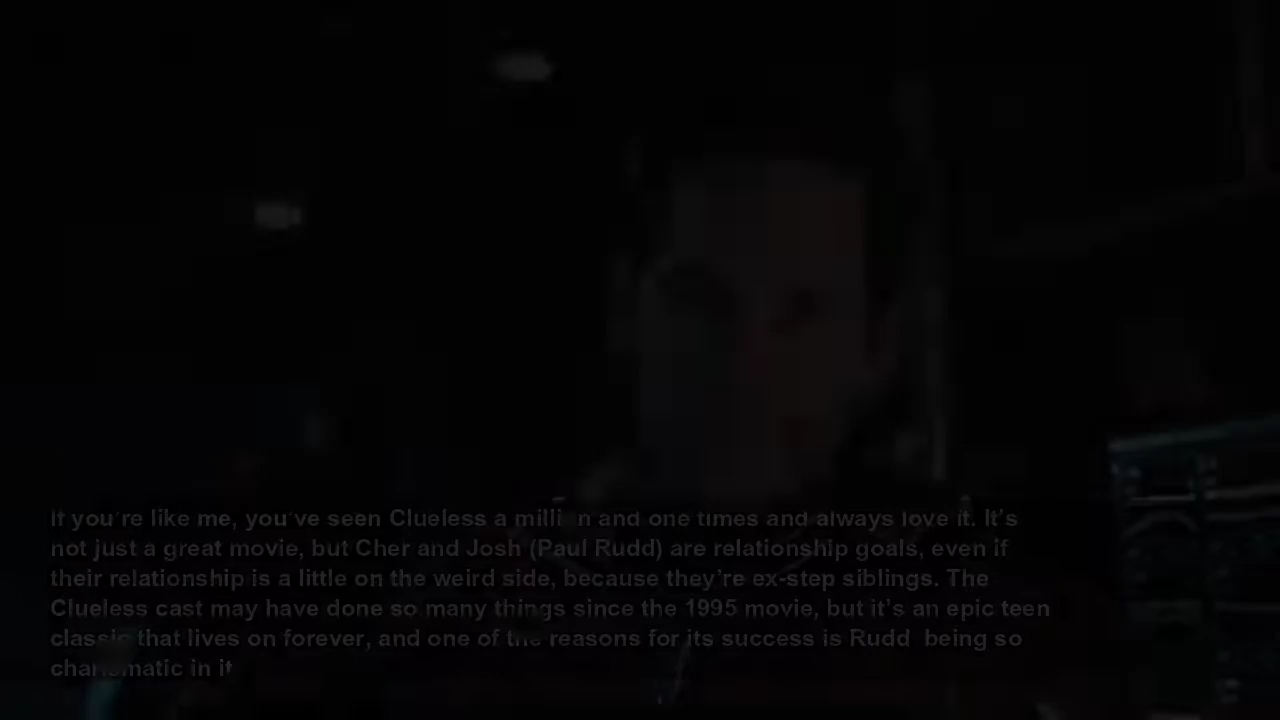 If you're like me, you've seen Clueless a million and one times and always love it. It's
not just a great movie, but Cher and Josh (Paul Rudd) are relationship goals, even if
their relationship is a little on the weird side, because they're ex-step siblings. The
Clueless cast may have done so many things since the 1995 movie, but it's an epic teen
classic that lives on forever, and one of the reasons for its success is Rudd  being so
charismatic in it